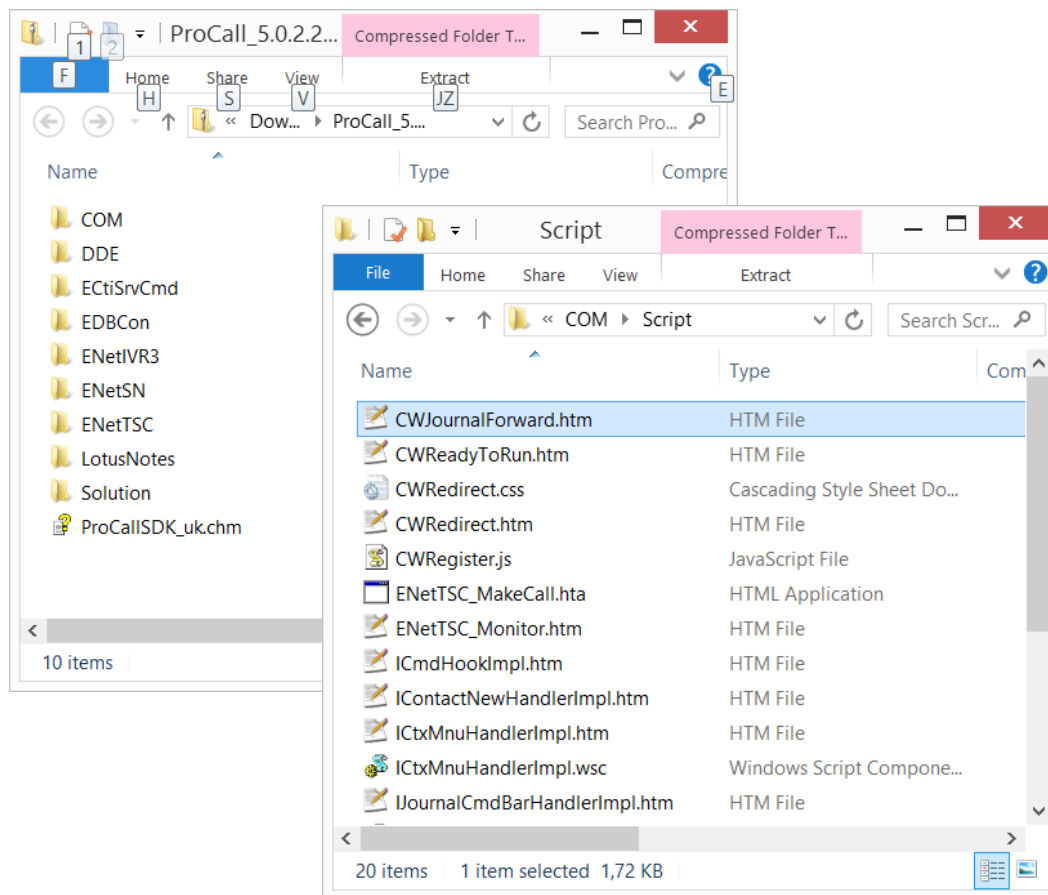 1 2 ProCall_5.0.2.2... Compressed Folder T...
F Home Share View Extract
H S V JZ E
« Dow... ProCall_5.... Search Pro...
Name Type Compre
COM
DDE
ECtiSrvCmd
EDBCon
ENetIVR3
ENetSN
ENetTSC
LotusNotes
Solution
ProCallSDK_uk.chm
10 items
Script Compressed Folder T...
File Home Share View Extract
« COM Script Search Scr...
Name Type Com
CWJournalForward.htm HTM File
CWReadyToRun.htm HTM File
CWRedirect.css Cascading Style Sheet Do...
CWRedirect.htm HTM File
CWRegister.js JavaScript File
ENetTSC_MakeCall.hta HTML Application
ENetTSC_Monitor.htm HTM File
ICmdHookImpl.htm HTM File
IContactNewHandlerImpl.htm HTM File
ICtxMnuHandlerImpl.htm HTM File
ICtxMnuHandlerImpl.wsc Windows Script Compone...
IJournalCmdBarHandlerImpl.htm HTM File
20 items 1 item selected 1,72 KB